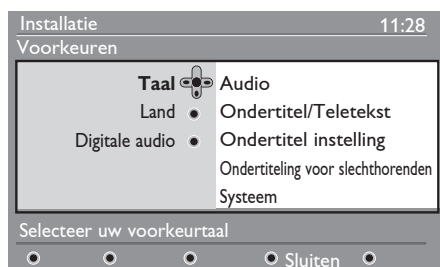 Installatie 11:28
Voorkeuren
Taal Audio
Land Ondertitel/Teletekst
Digitale audio Ondertitel instelling
Ondertiteling voor slechthorenden
Systeem
Selecteer uw voorkeurtaal
Sluiten